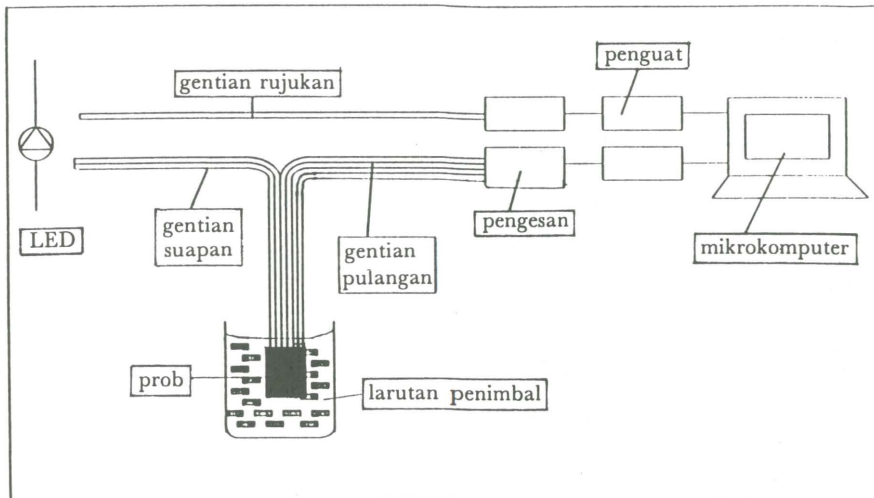 penguat
gentian rujukan
gentian
suapan
LED
gentian
pulangan
pengesan
mikrokomputer
prob
larutan penimbal